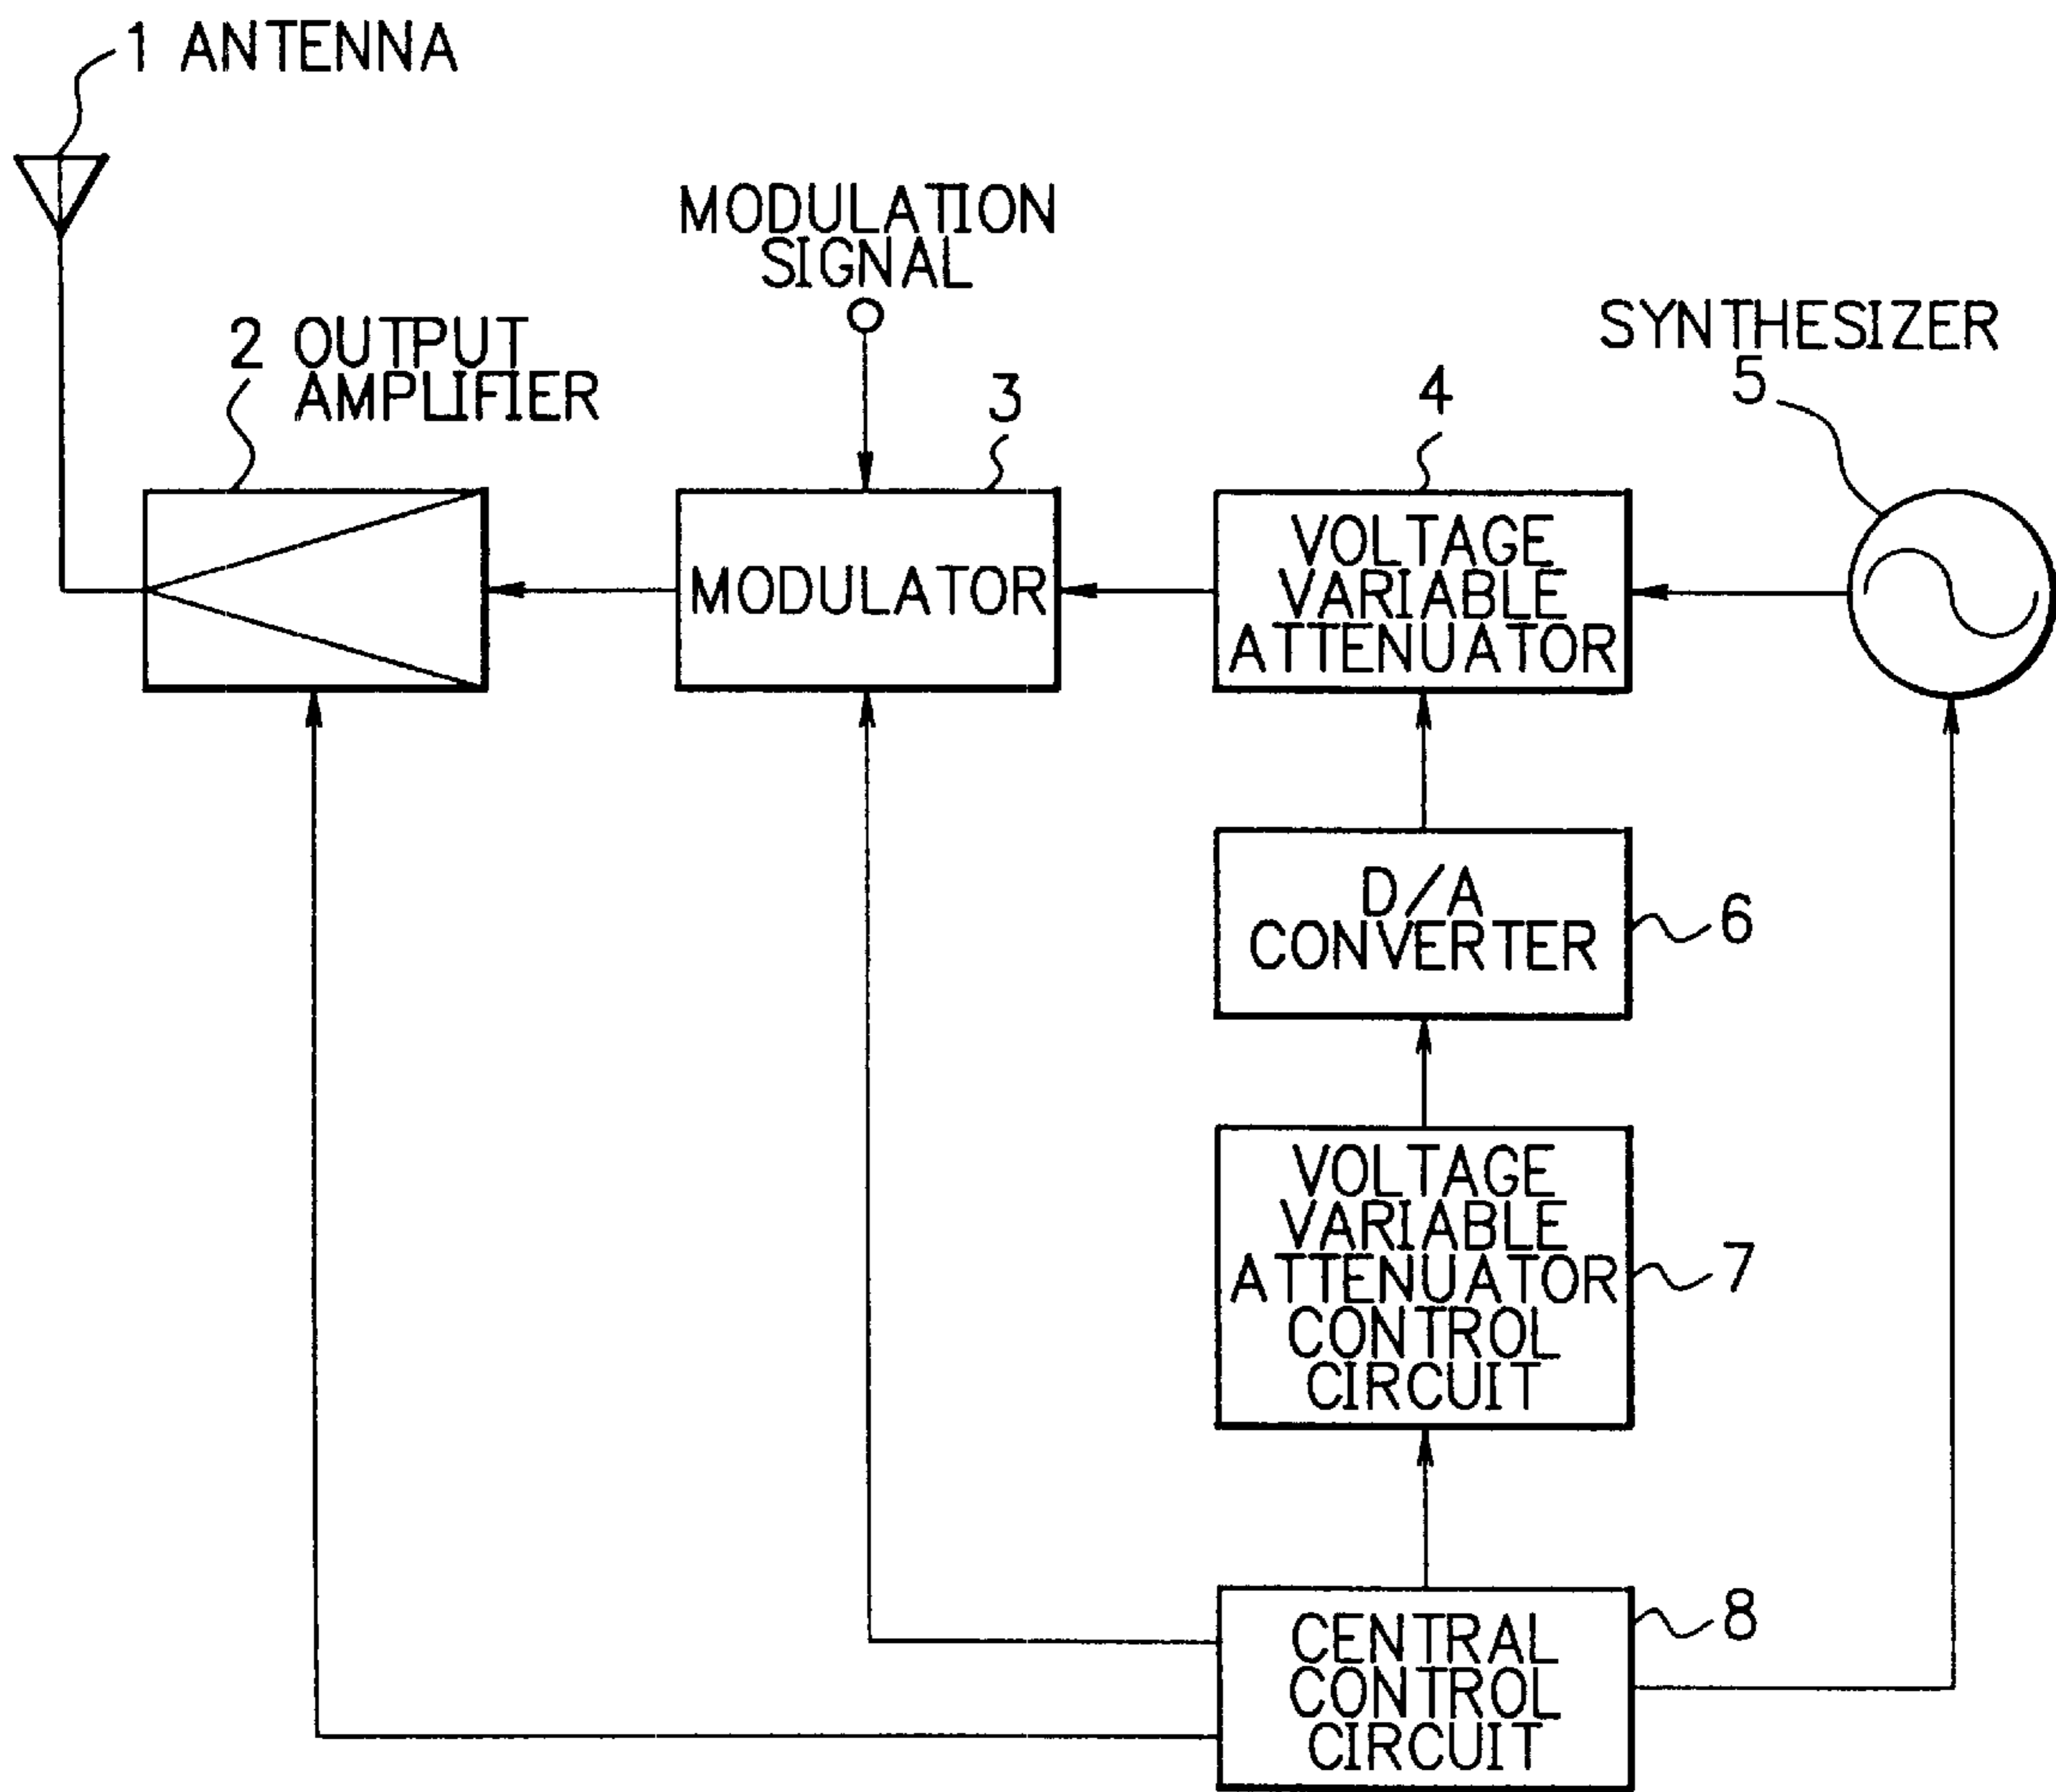 1 ANTENNA
MODULATION
SIGNAL
2 OUTPUT
AMPLIFIER
3
4
SYNTHESIZER
5
MODULATOR
VOLTAGE
VARIABLE
ATTENUATOR
D/A
CONVERTER
6
VOLTAGE
VARIABLE
ATTENUATOR
CONTROL
CIRCUIT
7
CENTRAL
CONTROL
CIRCUIT
8